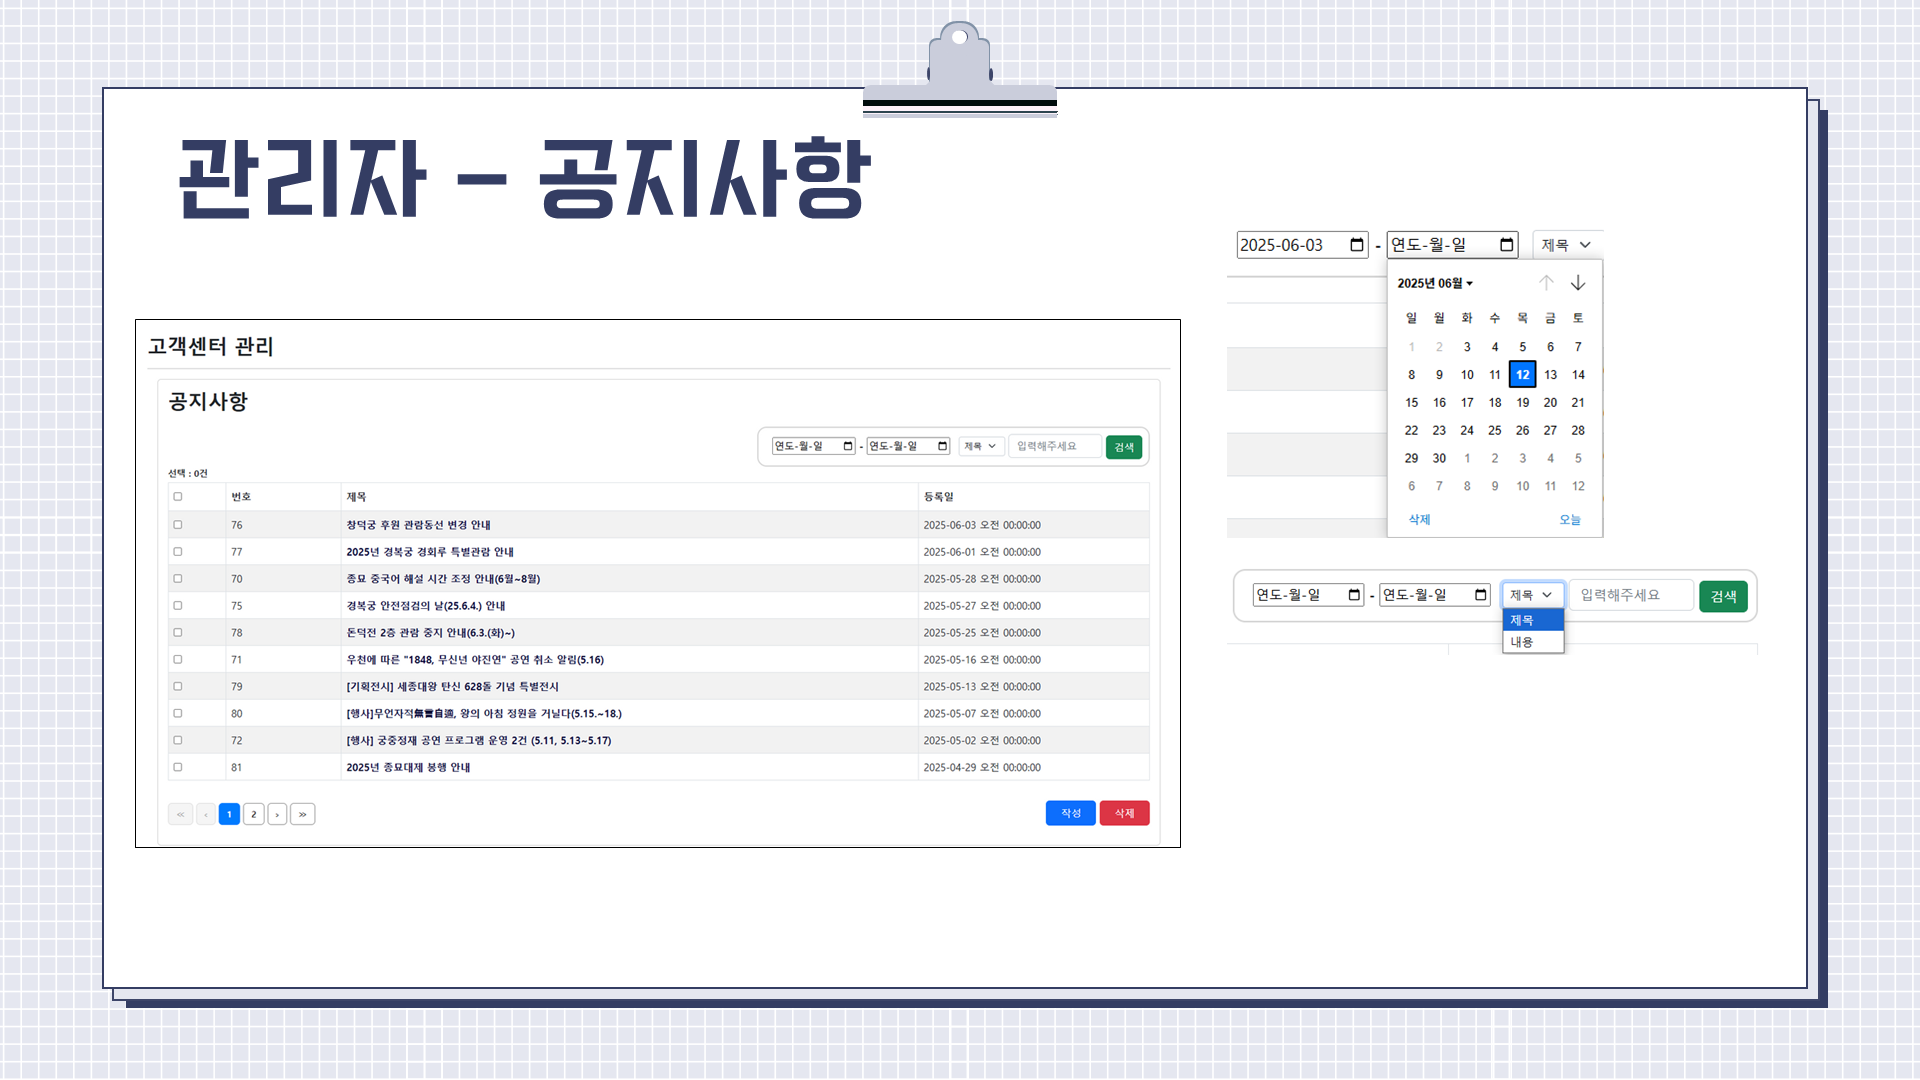 관리자 - 공지사항
고객센터 관리
공지사항
연도-월-일 - 연도-월-일 제목 입력해주세요 검색
선택 : 0건
번호 제목 등록일
76 창덕궁 후원 관람동선 변경 안내 2025-06-03 오전 00:00:00
77 2025년 경복궁 경회루 특별관람 안내 2025-06-01 오전 00:00:00
70 종묘 중국어 해설 시간 조정 안내(6월~8월) 2025-05-28 오전 00:00:00
75 경복궁 안전점검의 날(25.6.4.) 안내 2025-05-27 오전 00:00:00
78 돈덕전 2층 관람 중지 안내(6.3.(화)~) 2025-05-25 오전 00:00:00
71 우천에 따른 "1848, 무신년 야진연" 공연 취소 알림(5.16) 2025-05-16 오전 00:00:00
79 [기획전시] 세종대왕 탄신 628돌 기념 특별전시 2025-05-13 오전 00:00:00
80 [행사]무언자적無言自適, 왕의 아침 정원을 거닐다(5.15.~18.) 2025-05-07 오전 00:00:00
72 [행사] 궁중정재 공연 프로그램 운영 2건 (5.11, 5.13~5.17) 2025-05-02 오전 00:00:00
81 2025년 종묘대제 봉행 안내 2025-04-29 오전 00:00:00
« ‹ 1 2 › » 작성 삭제
2025-06-03 - 연도-월-일 제목
2025년 06월
일 월 화 수 목 금 토
1 2 3 4 5 6 7
8 9 10 11 12 13 14
15 16 17 18 19 20 21
22 23 24 25 26 27 28
29 30 1 2 3 4 5
6 7 8 9 10 11 12
삭제 오늘
연도-월-일 - 연도-월-일 제목 입력해주세요 검색
제목
내용